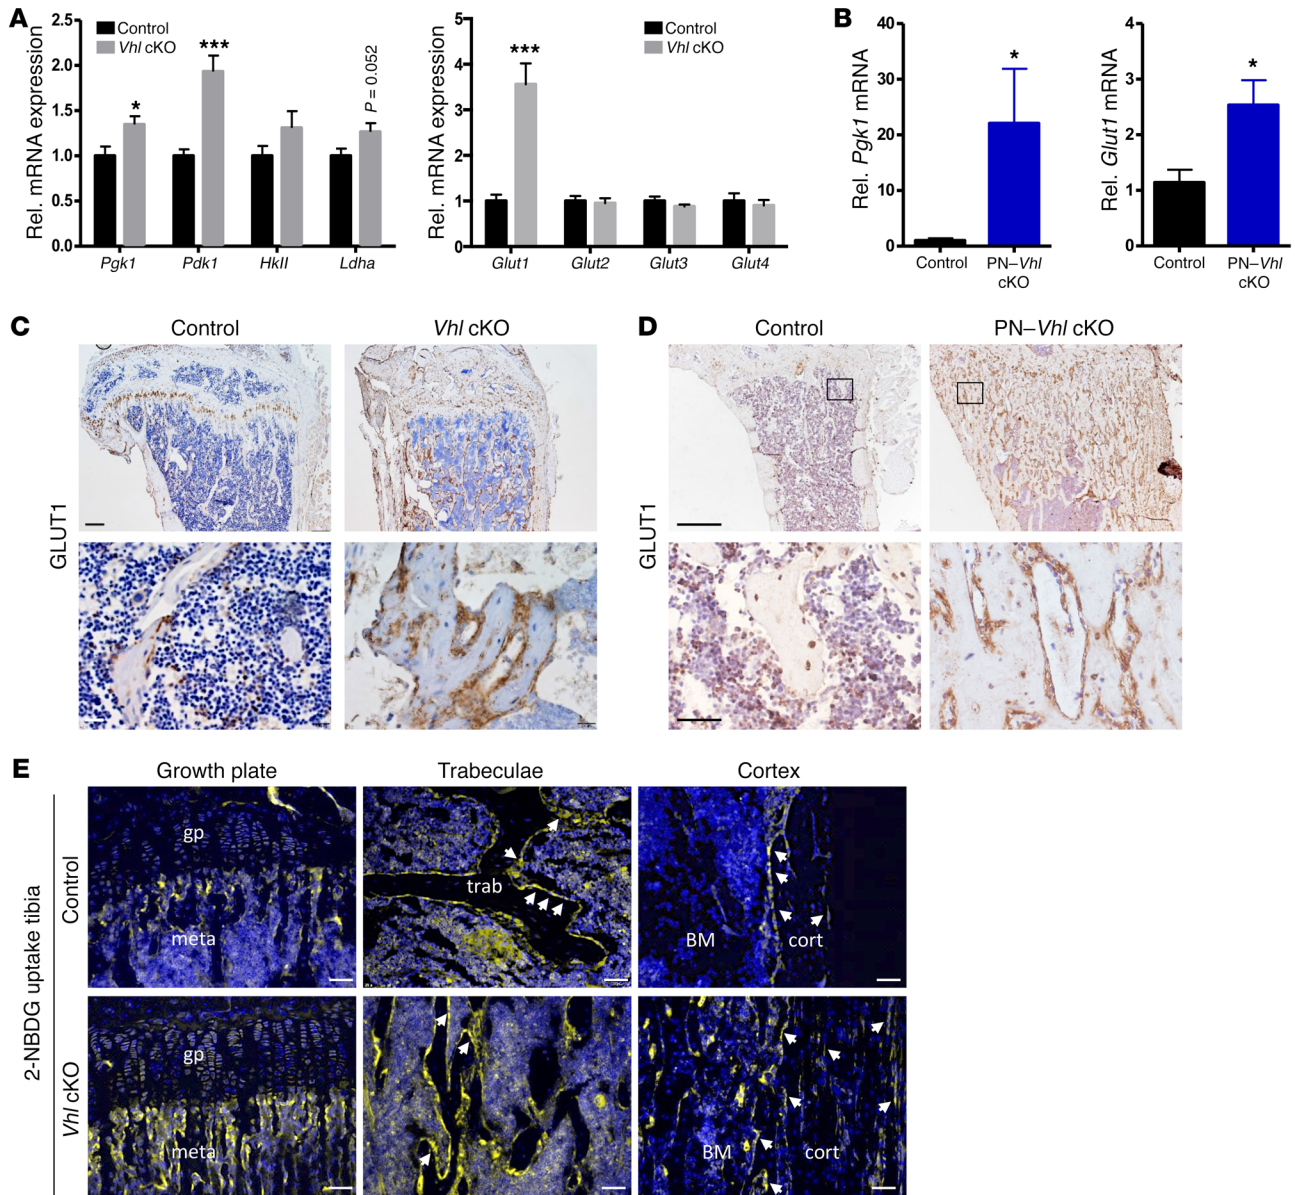 A
Rel. mRNA expression
2.5
2.0
1.5
1.0
0.5
0.0
Control
Vhl cKO
*
***
P = 0.052
Pgk1
Pdk1
HkII
Ldha
Rel. mRNA expression
5
4
3
2
1
0
Control
Vhl cKO
***
Glut1
Glut2
Glut3
Glut4
B
Rel. Pgk1 mRNA
40
30
20
10
0
*
Control
PN–Vhl
cKO
Rel. Glut1 mRNA
4
3
2
1
0
*
Control
PN–Vhl
cKO
C
Control
Vhl cKO
GLUT1
D
Control
PN–Vhl cKO
GLUT1
E
Growth plate
Trabeculae
Cortex
2-NBDG uptake tibia
Control
gp
meta
trab
BM
cort
Vhl cKO
gp
meta
BM
cort